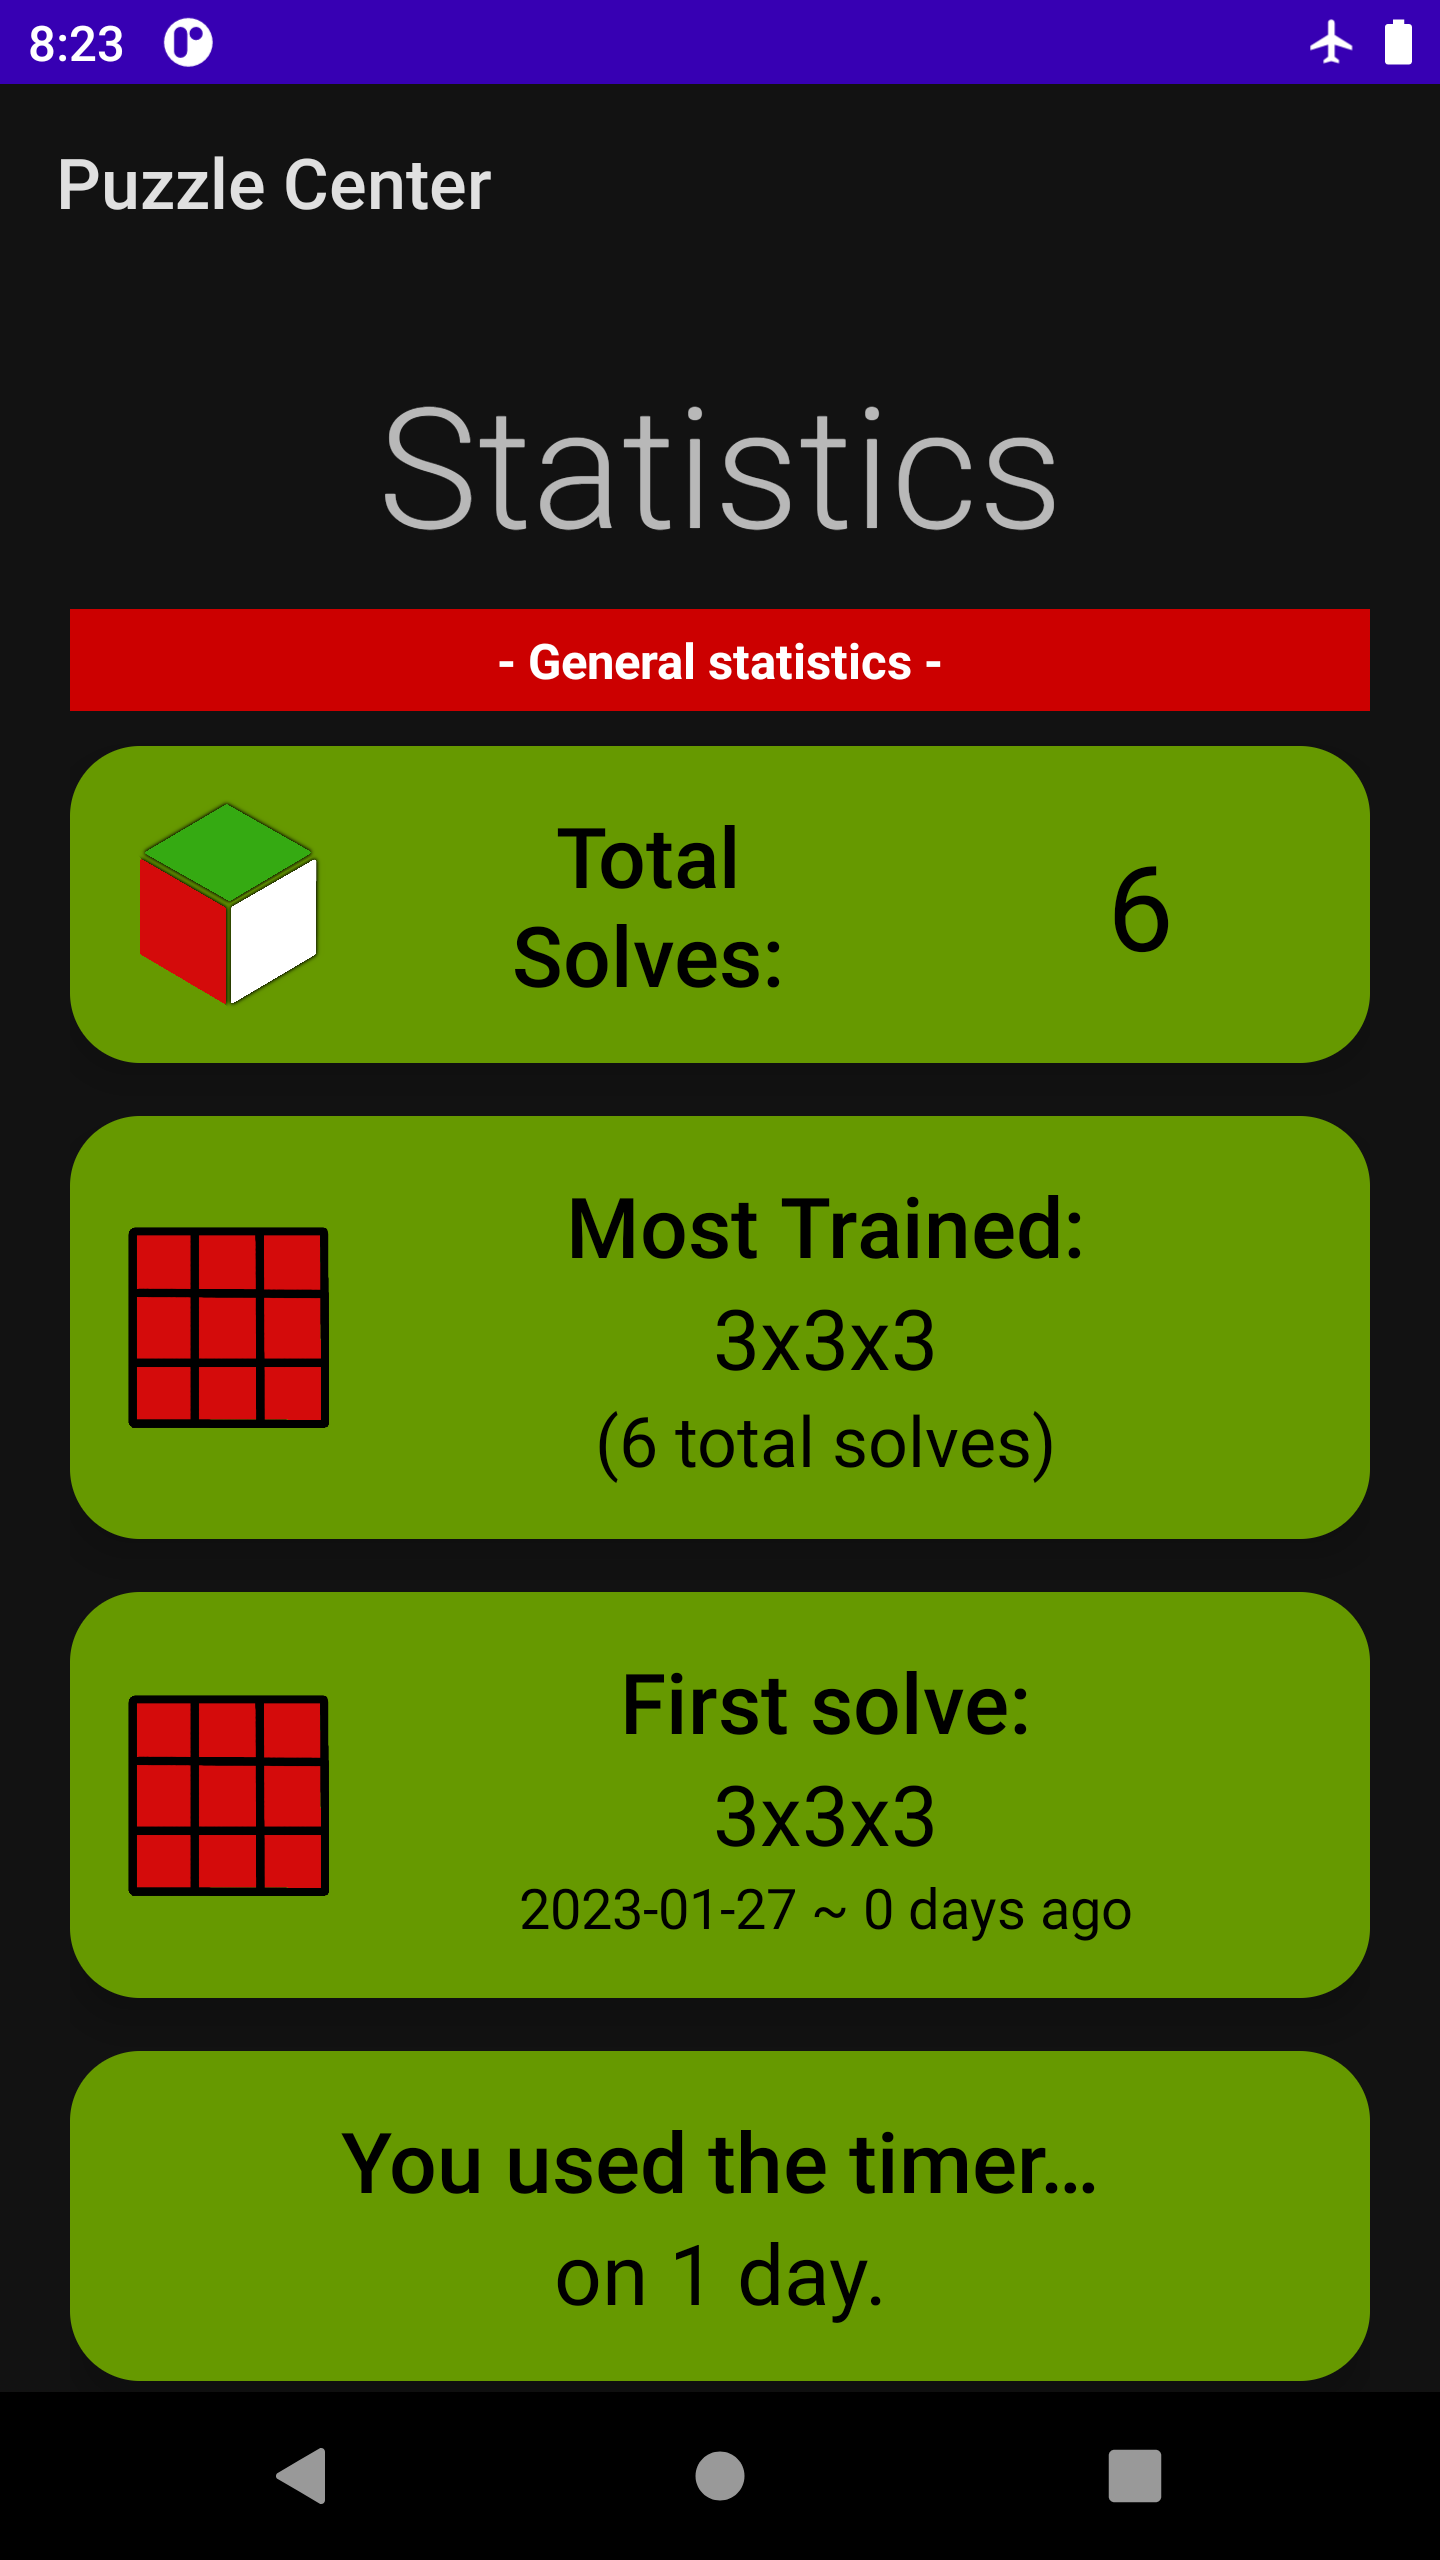 8:23
Puzzle Center
Statistics
- General statistics -
Total
Solves:
6
Most Trained:
3x3x3
(6 total solves)
First solve:
3x3x3
2023-01-27 ~ 0 days ago
You used the timer...
on 1 day.